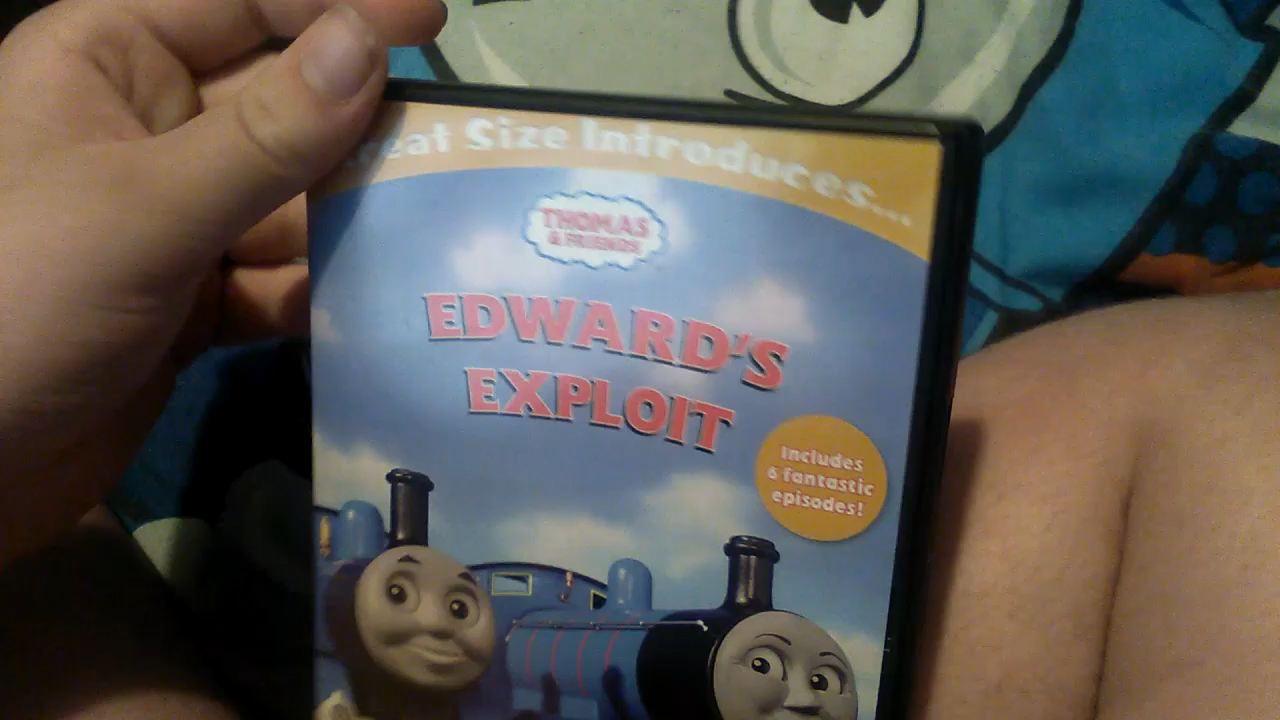 Size Introduces...
THOMAS
& FRIENDS
EDWARD'S
EXPLOIT
Includes
6 fantastic
episodes!